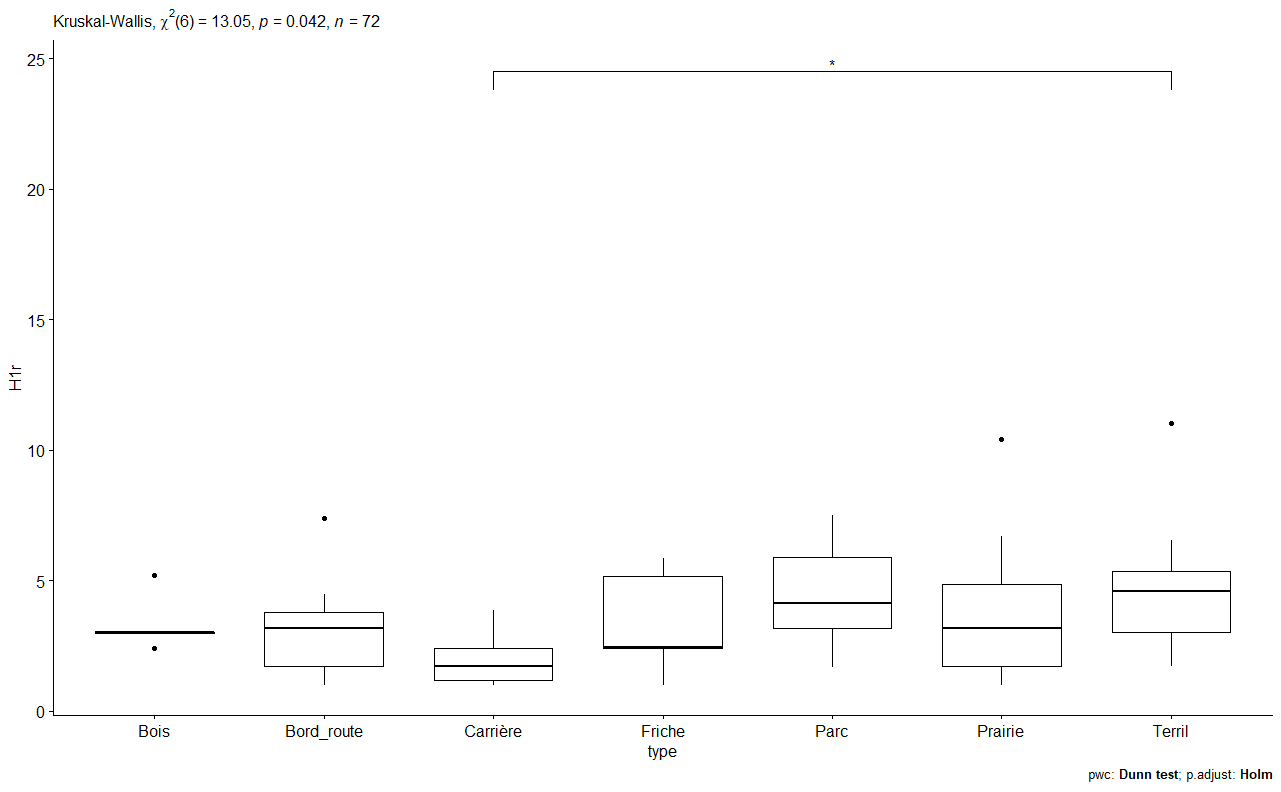 Kruskal-Wallis, χ²(6) = 13.05, p = 0.042, n = 72
25
*
20
15
H1r
10
5
0
Bois Bord_route Carrière Friche Parc Prairie Terril
type
pwc: Dunn test; p.adjust: Holm